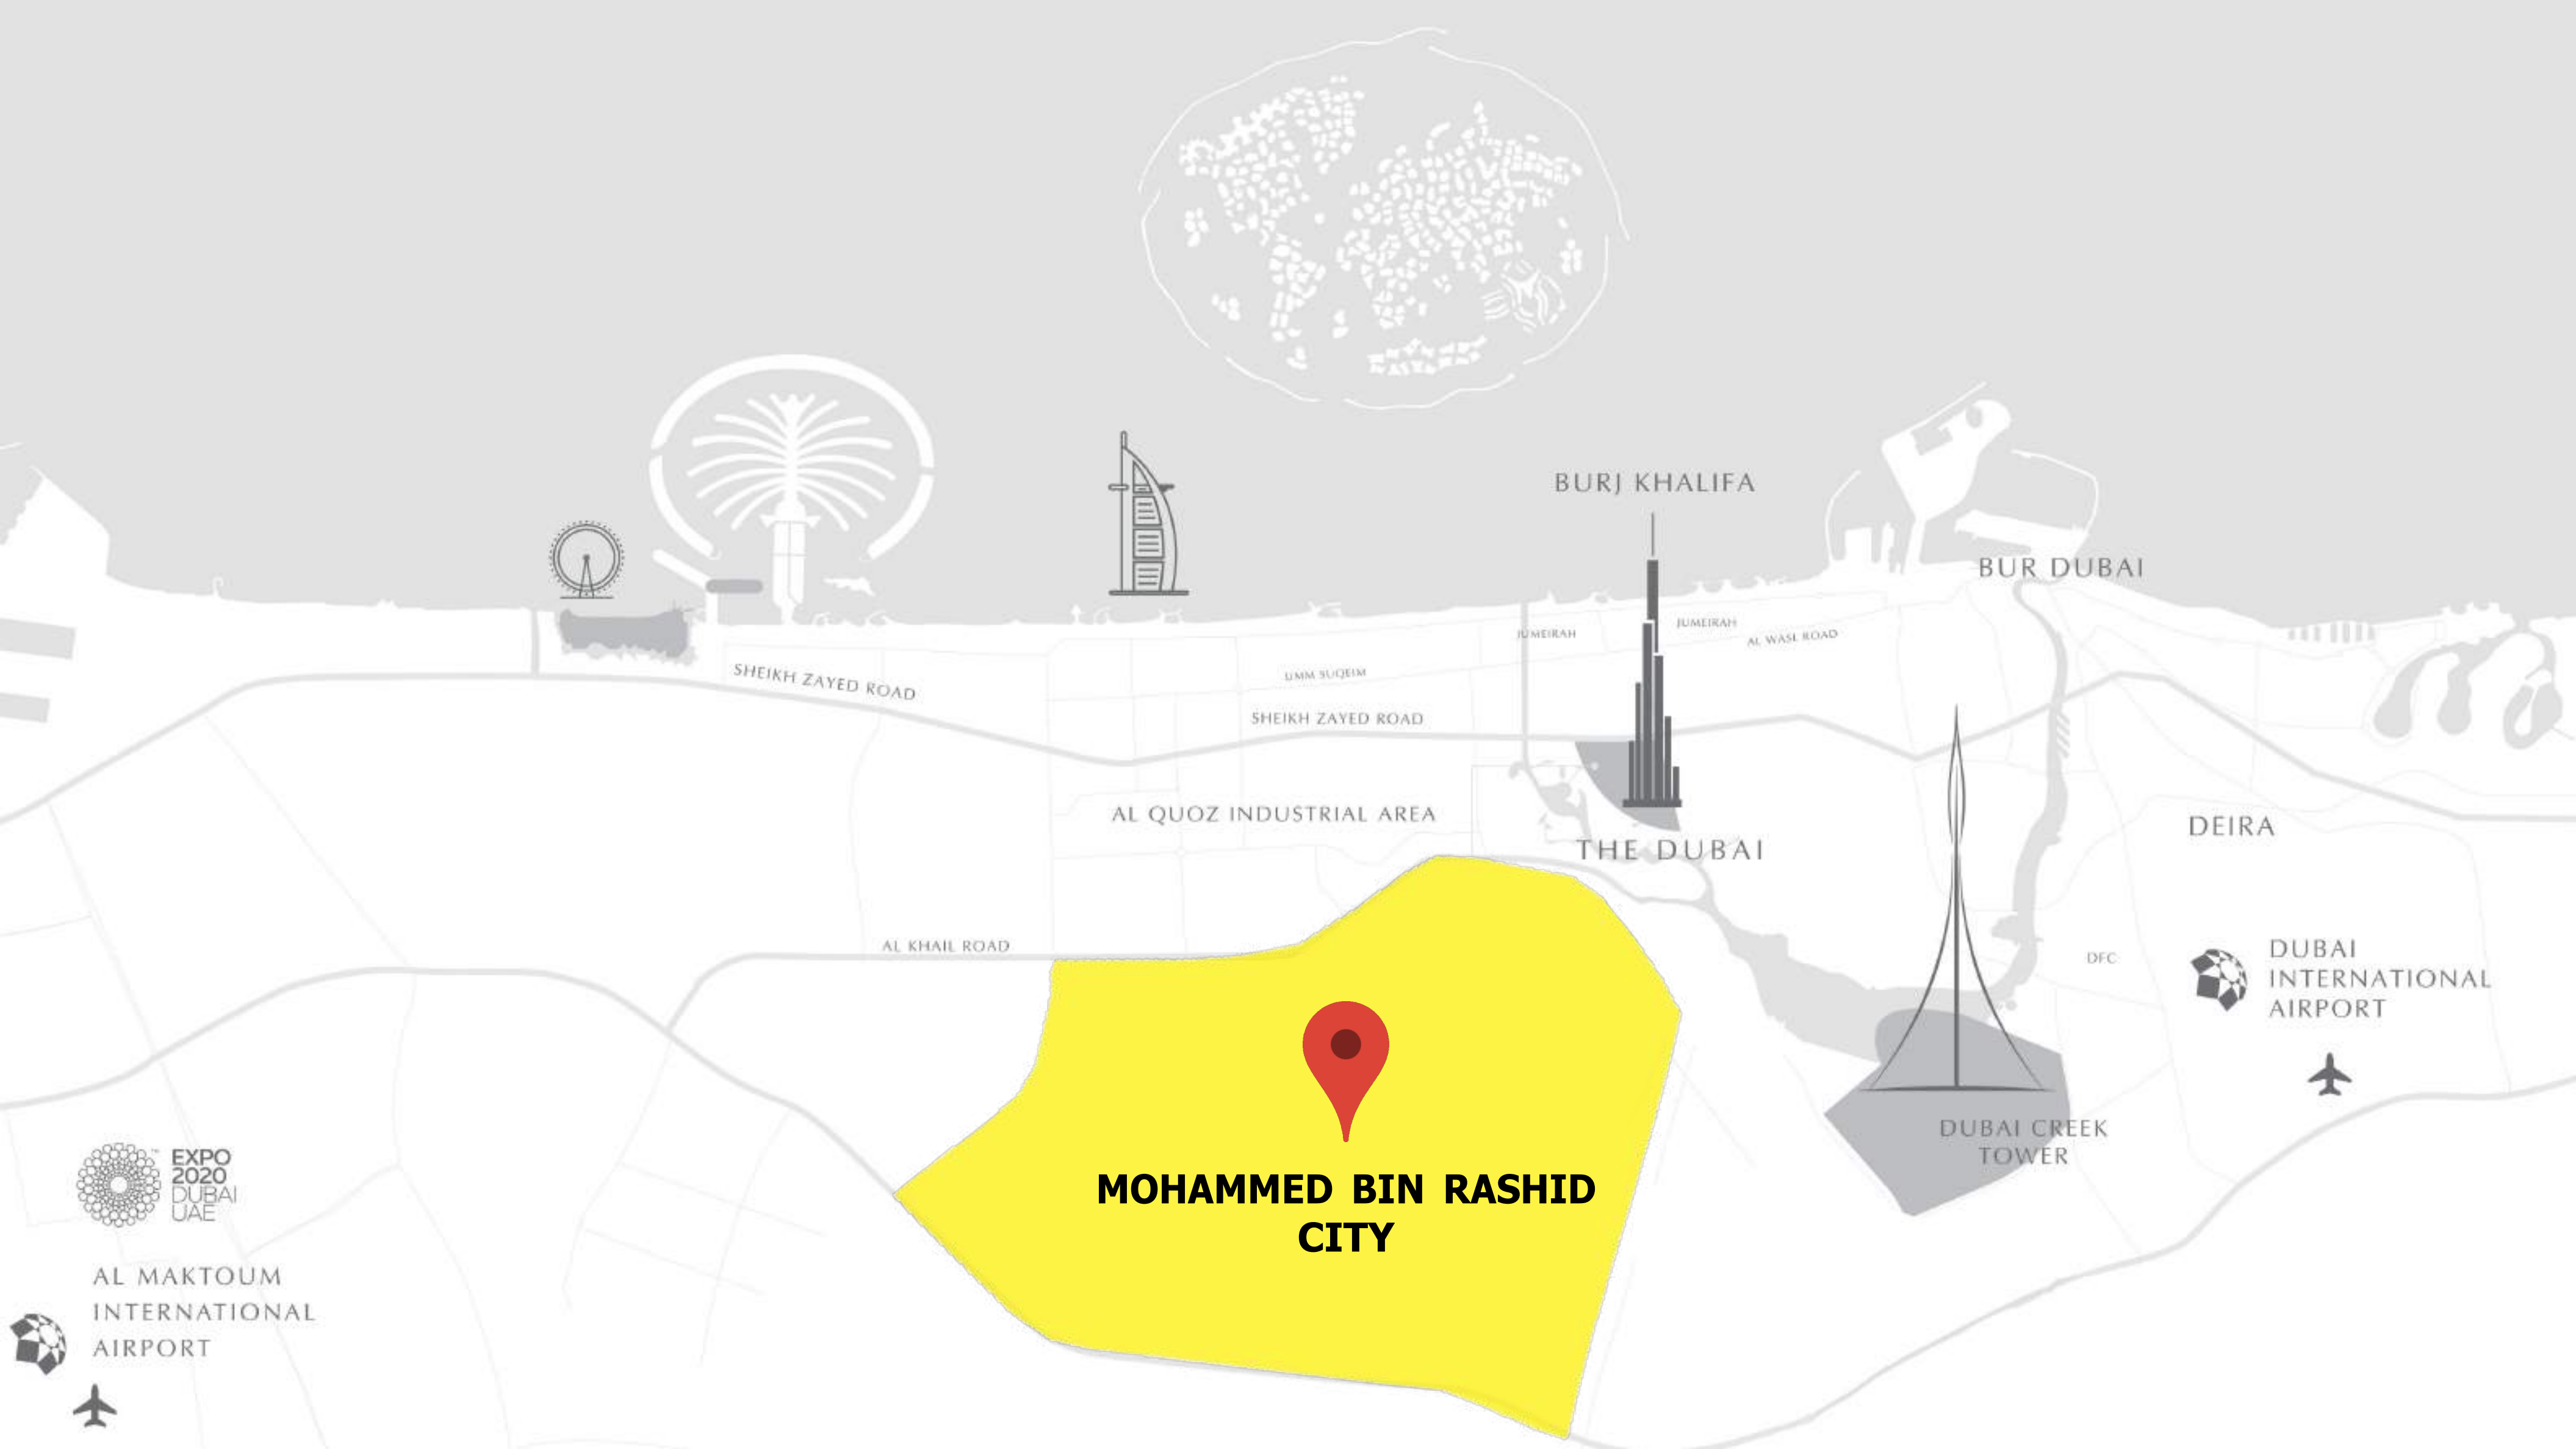 BURJ KHALIFA
BUR DUBAI
JUMEIRAH
JUMEIRAH
AL WASL ROAD
SHEIKH ZAYED ROAD
UMM SUQEIM
SHEIKH ZAYED ROAD
AL QUOZ INDUSTRIAL AREA
THE DUBAI
DEIRA
AL KHAIL ROAD
DFC
DUBAI
INTERNATIONAL
AIRPORT
MOHAMMED BIN RASHID
CITY
DUBAI CREEK
TOWER
EXPO
2020
DUBAI
UAE
AL MAKTOUM
INTERNATIONAL
AIRPORT